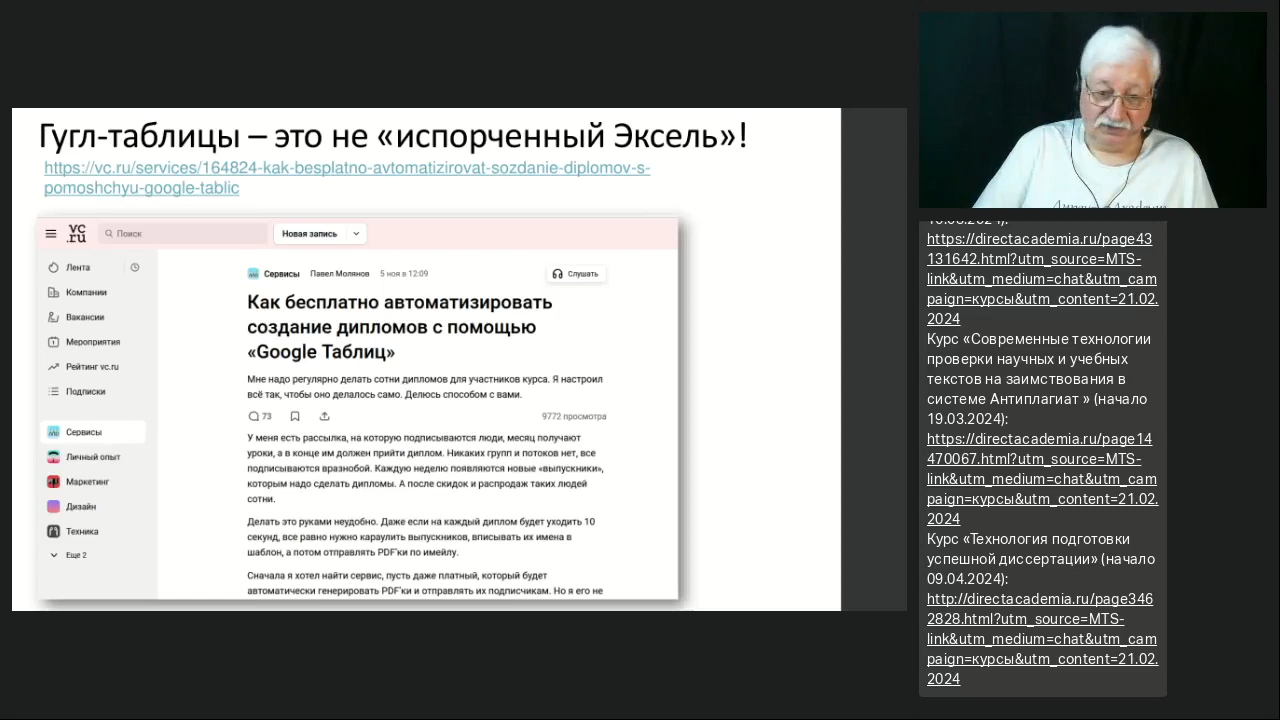 Гугл-таблицы – это не «испорченный Эксель»!
https://vc.ru/services/164824-kak-besplatno-avtomatizirovat-sozdanie-diplomov-s-
pomoshchyu-google-tablic
vc
.ru
Поиск
Новая запись
Лента
Компании
Вакансии
Мероприятия
Рейтинг vc.ru
Подписки
Сервисы
Личный опыт
Маркетинг
Дизайн
Техника
Еще 2
Сервисы Павел Молянов 5 ноя в 12:09
Слушать
Как бесплатно автоматизировать
создание дипломов с помощью
«Google Таблиц»
Мне надо регулярно делать сотни дипломов для участников курса. Я настроил
всё так, чтобы оно делалось само. Делюсь способом с вами.
73
9772 просмотра
У меня есть рассылка, на которую подписываются люди, месяц получают
уроки, а в конце им должен прийти диплом. Никаких групп и потоков нет, все
подписываются вразнобой. Каждую неделю появляются новые «выпускники»,
которым надо сделать дипломы. А после скидок и распродаж таких людей
сотни.
Делать это руками неудобно. Даже если на каждый диплом будет уходить 10
секунд, все равно нужно караулить выпускников, вписывать их имена в
шаблон, а потом отправлять PDF'ки по имейлу.
Сначала я хотел найти сервис, пусть даже платный, который будет
автоматически генерировать PDF'ки и отправлять их подписчикам. Но я его не
https://directacademia.ru/page43
131642.html?utm_source=MTS-
link&utm_medium=chat&utm_cam
paign=курсы&utm_content=21.02.
2024
Курс «Современные технологии
проверки научных и учебных
текстов на заимствования в
системе Антиплагиат » (начало
19.03.2024):
https://directacademia.ru/page14
470067.html?utm_source=MTS-
link&utm_medium=chat&utm_cam
paign=курсы&utm_content=21.02.
2024
Курс «Технология подготовки
успешной диссертации» (начало
09.04.2024):
http://directacademia.ru/page346
2828.html?utm_source=MTS-
link&utm_medium=chat&utm_cam
paign=курсы&utm_content=21.02.
2024